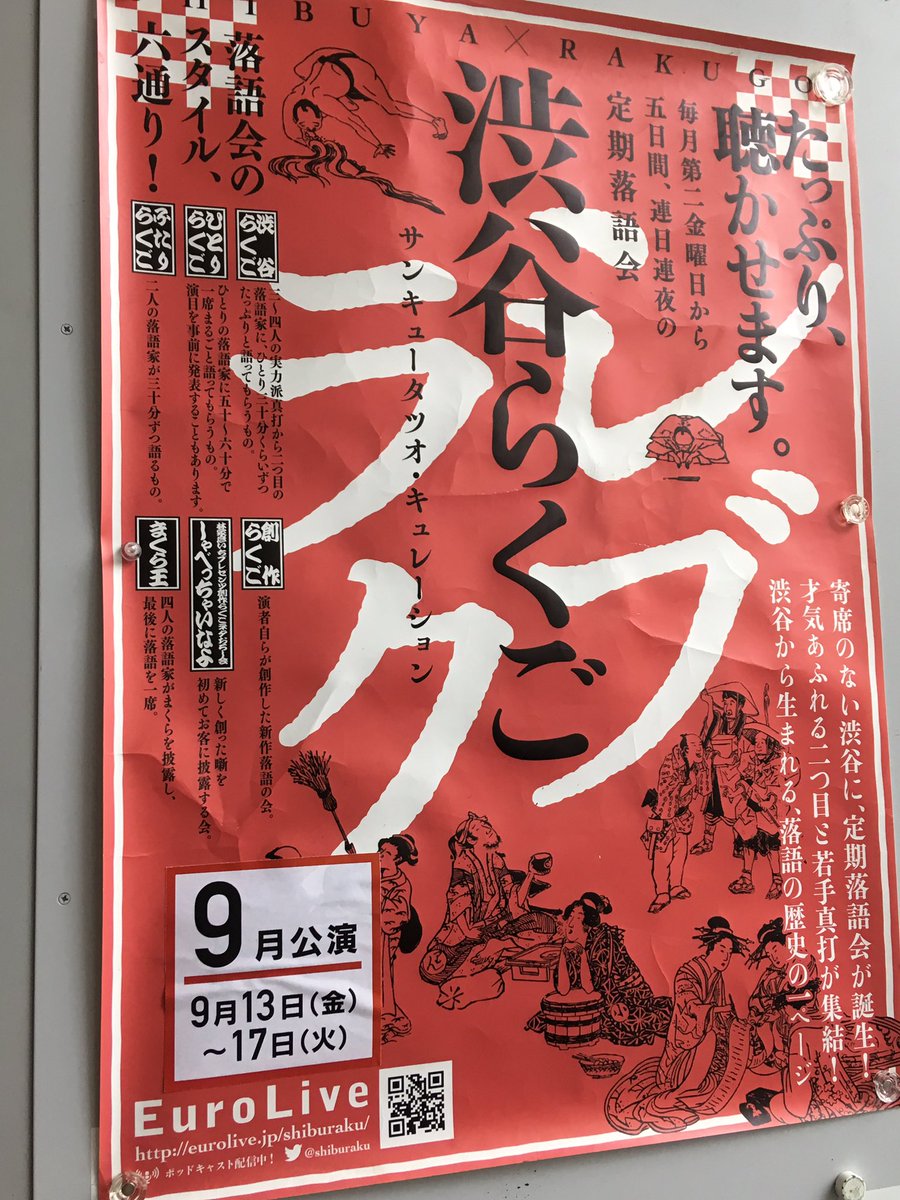 SHIBUYA×RAKUGO
たっぷり、
聴かせます。
渋谷らくご
毎月第二金曜日から
五日間、連日連夜の
定期落語会
サンキュータツオ・キュレーション
シブ
ラク
落語会の
スタイル、
六通り!
渋谷
らくご
二~四人の実力派真打から二つ目の
落語家に、ひとり三十分くらいずつ
たっぷりと語ってもらうもの。
ひとり
らくご
ひとりの落語家に五十~六十分で
一席まるごと語ってもらうもの。
演目を事前に発表することもあります。
ふたり
らくご
二人の落語家が三十分ずつ語るもの。
創作
らくご
演者自らが創作した新作落語の会。
しゃべっちゃいなよ
新しく創った噺を
初めてお客に披露する会。
まくら王
四人の落語家がまくらを披露し、
最後に落語を一席。
寄席のない渋谷に、定期落語会が誕生!
才気あふれる二つ目と若手真打が集結!
渋谷から生まれる、落語の歴史の一ページ
9月公演
9月13日(金)
~17日(火)
EuroLive
http://eurolive.jp/shiburaku/
ポッドキャスト配信中!
@shiburaku